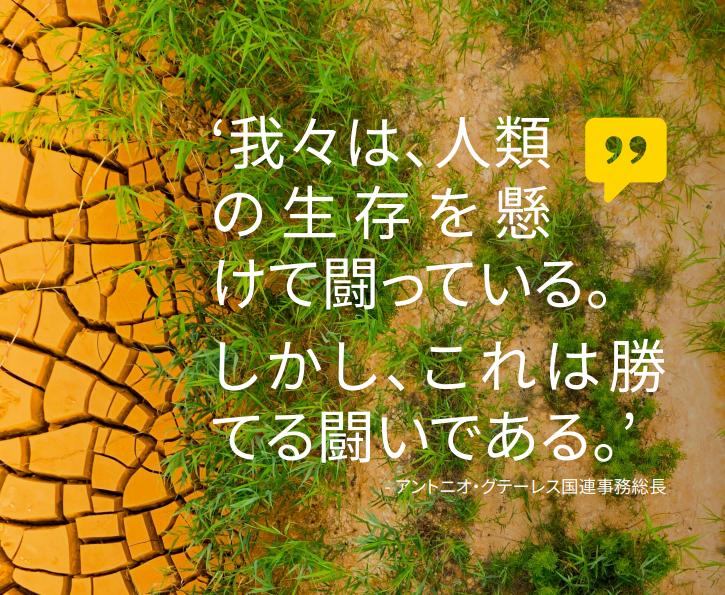 ‘我々は、人類
の生存を懸
けて闘っている。
しかし、これは勝
てる闘いである。’
- アントニオ・グテーレス国連事務総長